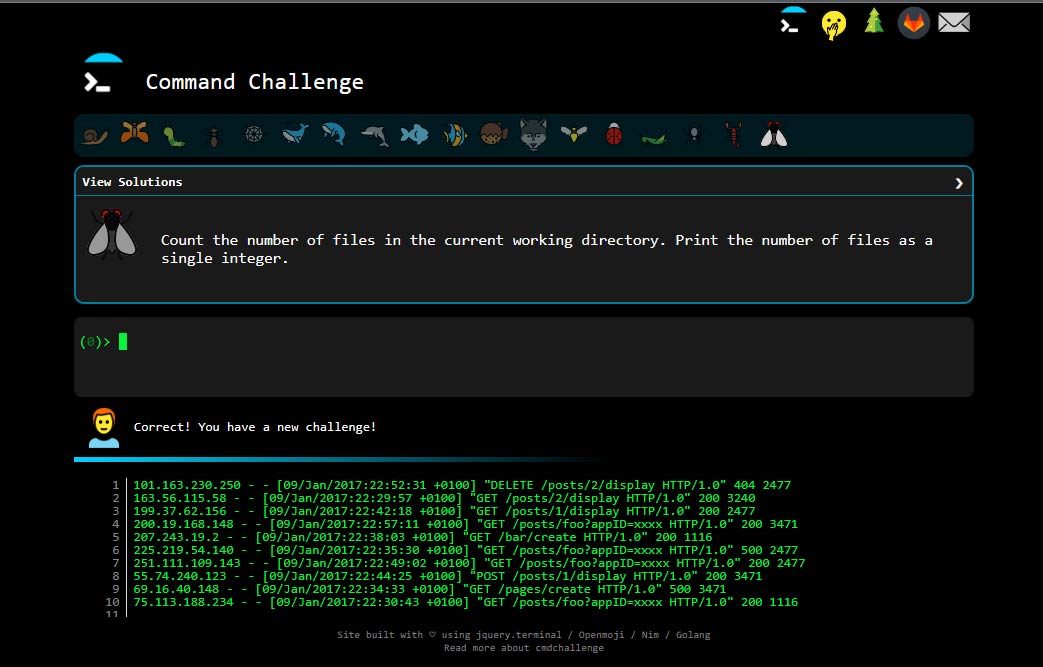 Command Challenge
View Solutions
Count the number of files in the current working directory. Print the number of files as a
single integer.
(0)>
Correct! You have a new challenge!
1 101.163.230.250 - - [09/Jan/2017:22:52:31 +0100] "DELETE /posts/2/display HTTP/1.0" 404 2477
2 163.56.115.58 - - [09/Jan/2017:22:29:57 +0100] "GET /posts/2/display HTTP/1.0" 200 3240
3 199.37.62.156 - - [09/Jan/2017:22:42:18 +0100] "GET /posts/1/display HTTP/1.0" 200 2477
4 200.19.168.148 - - [09/Jan/2017:22:57:11 +0100] "GET /posts/foo?appID=xxxx HTTP/1.0" 200 3471
5 207.243.19.2 - - [09/Jan/2017:22:38:03 +0100] "GET /bar/create HTTP/1.0" 200 1116
6 225.219.54.140 - - [09/Jan/2017:22:35:30 +0100] "GET /posts/foo?appID=xxxx HTTP/1.0" 500 2477
7 251.111.109.143 - - [09/Jan/2017:22:49:02 +0100] "GET /posts/foo?appID=xxxx HTTP/1.0" 200 2477
8 55.74.240.123 - - [09/Jan/2017:22:44:25 +0100] "POST /posts/1/display HTTP/1.0" 200 3471
9 69.16.40.148 - - [09/Jan/2017:22:34:33 +0100] "GET /pages/create HTTP/1.0" 500 3471
10 75.113.188.234 - - [09/Jan/2017:22:30:43 +0100] "GET /posts/foo?appID=xxxx HTTP/1.0" 200 1116
11
Site built with ♡ using jquery.terminal / Openmoji / Nim / Golang
Read more about cmdchallenge